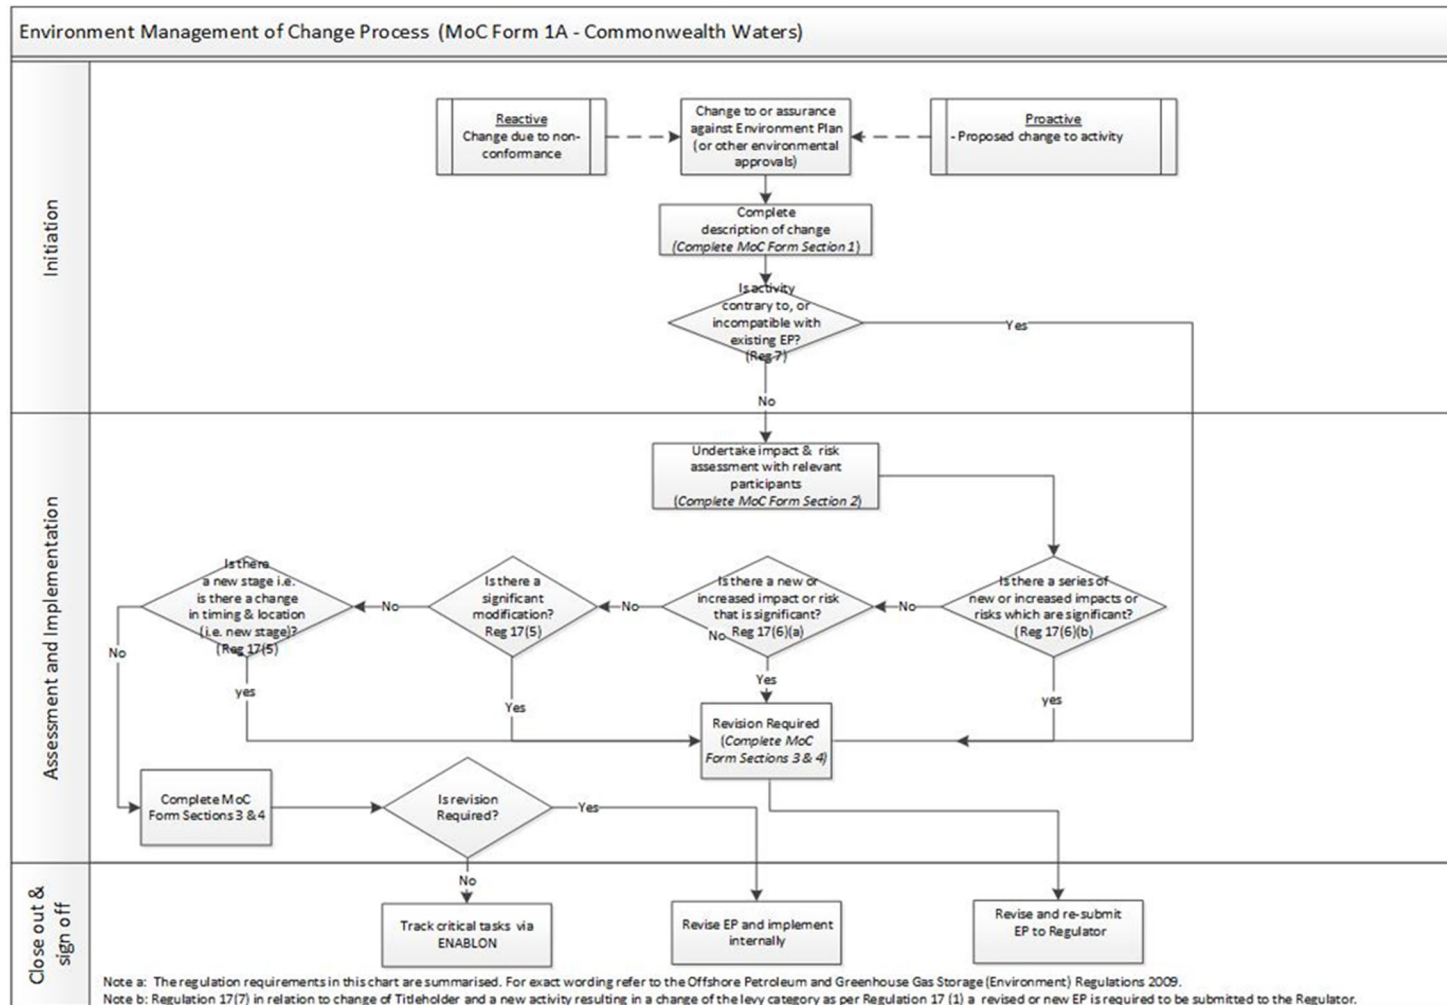 Environment Management of Change Process (MoC Form 1A - Commonwealth Waters)
Initiation
Reactive
Change due to non-
conformance
Change to or assurance
against Environment Plan
(or other environmental
approvals)
Proactive
- Proposed change to activity
Complete
description of change
(Complete MoC Form Section 1)
Is activity
contrary to, or
incompatible with
existing EP?
(Reg 7)
Yes
No
Assessment and Implementation
Undertake impact & risk
assessment with relevant
participants
(Complete MoC Form Section 2)
Is there
a new stage i.e.
is there a change
in timing & location
(i.e. new stage)?
(Reg 17(5)
No
Is there a
significant
modification?
Reg 17(5)
No
Is there a new or
increased impact or risk
that is significant?
No Reg 17(6)(a)
No
Is there a series of
new or increased impacts or
risks which are significant?
(Reg 17(6)(b)
No
yes
Yes
Yes
yes
Revision Required
(Complete MoC
Form Sections 3 & 4)
Complete MoC
Form Sections 3 &4
Is revision
Required?
Yes
No
Close out &
sign off
Track critical tasks via
ENABLON
Revise EP and implement
internally
Revise and re-submit
EP to Regulator
Note a: The regulation requirements in this chart are summarised. For exact wording refer to the Offshore Petroleum and Greenhouse Gas Storage (Environment) Regulations 2009.
Note b: Regulation 17(7) in relation to change of Titleholder and a new activity resulting in a change of the levy category as per Regulation 17 (1) a revised or new EP is required to be submitted to the Regulator.